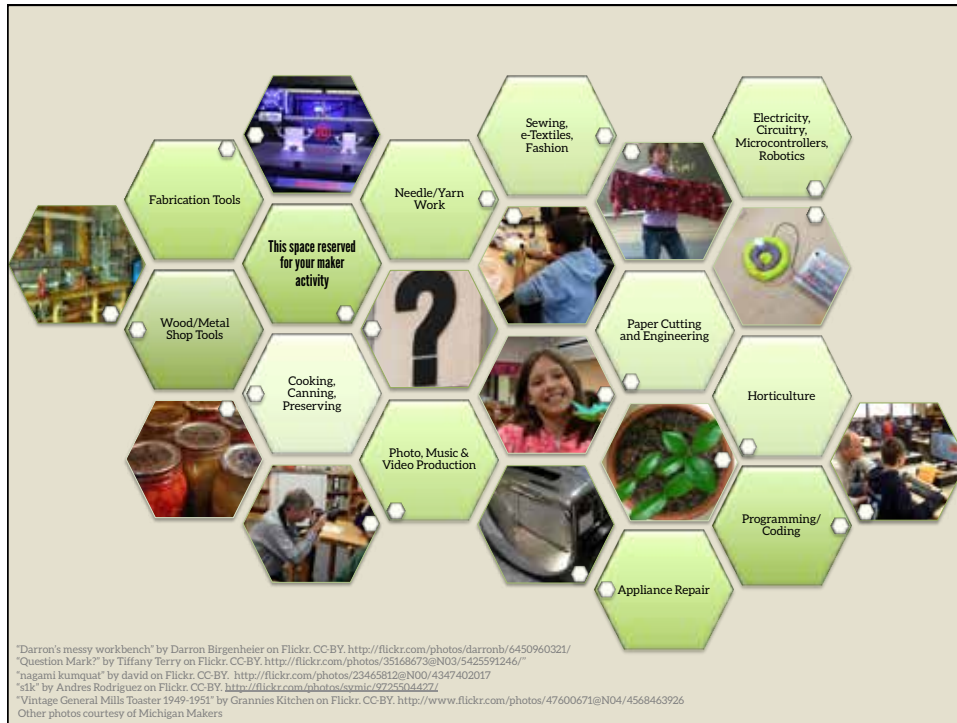 Sewing,
e-Textiles,
Fashion
Electricity,
Circuitry,
Microcontrollers,
Robotics
Fabrication Tools
Needle/Yarn
Work
This space reserved
for your maker
activity
Wood/Metal
Shop Tools
Paper Cutting
and Engineering
Cooking,
Canning,
Preserving
Horticulture
Photo, Music &
Video Production
Programming/
Coding
Appliance Repair
"Darron's messy workbench" by Darron Birgenheier on Flickr. CC-BY. http://flickr.com/photos/darronb/6450960321/
"Question Mark?" by Tiffany Terry on Flickr. CC-BY. http://flickr.com/photos/35168673@N03/5425591246/"
"nagami kumquat" by david on Flickr. CC-BY.  http://flickr.com/photos/23465812@N00/4347402017
"s1k" by Andres Rodriguez on Flickr. CC-BY. http://flickr.com/photos/symic/9725504427/
"Vintage General Mills Toaster 1949-1951" by Grannies Kitchen on Flickr. CC-BY. http://www.flickr.com/photos/47600671@N04/4568463926
Other photos courtesy of Michigan Makers